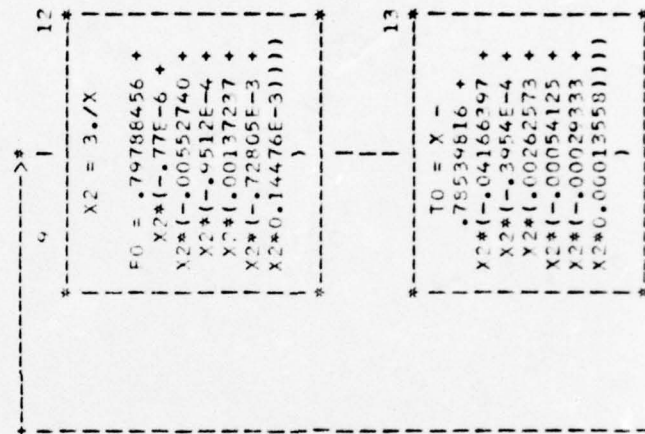 9
12
X2 = 3./X
F0 = .79788456 +
X2*(-.77E-6 +
X2*(-.00552740 +
X2*(-.9512E-4 +
X2*(.00137237 +
X2*(-.72805E-3 +
X2*0.14476E-3))))
)
13
T0 = X -
.78539816 +
X2*(-.04166397 +
X2*(-.3954E-4 +
X2*(.00262573 +
X2*(-.00054125 +
X2*(-.00029333 +
X2*0.00013558))))
)